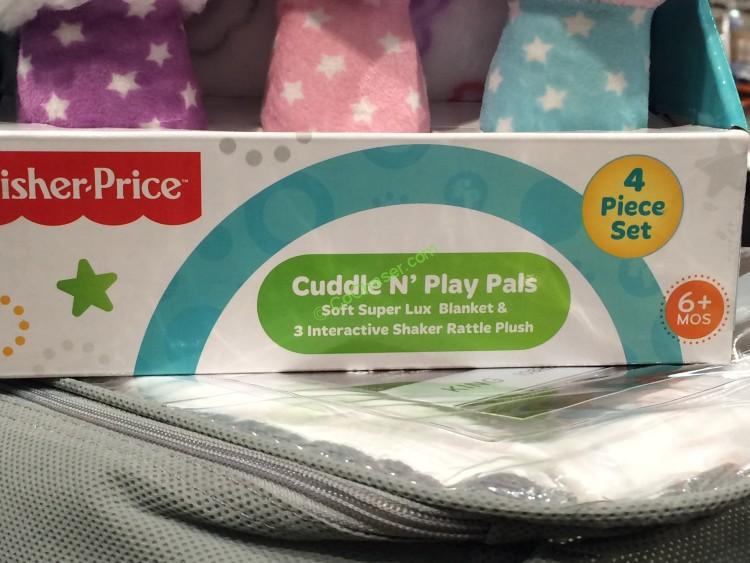 isher-Price
4
Piece
Set
Cuddle N' Play Pals
Soft Super Lux Blanket &
3 Interactive Shaker Rattle Plush
6+
MOS
KING